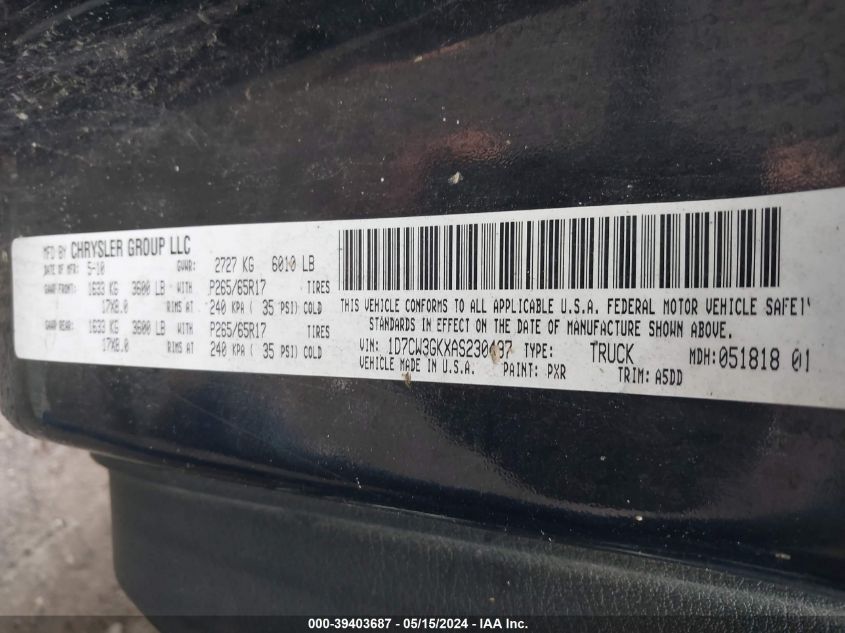 MFD BY CHRYSLER GROUP LLC
DATE OF MFR: 5-10 GVWR: 2727 KG 6010 LB
GAWR FRONT: 1633 KG 3600 LB WITH P265/65R17 TIRES
17X8.0 RIMS AT 240 KPA ( 35 PSI) COLD
GAWR REAR: 1633 KG 3600 LB WITH P265/65R17 TIRES
17X8.0 RIMS AT 240 KPA ( 35 PSI) COLD
THIS VEHICLE CONFORMS TO ALL APPLICABLE U.S.A. FEDERAL MOTOR VEHICLE
STANDARDS IN EFFECT ON THE DATE OF MANUFACTURE SHOWN ABOVE.
VIN: 1D7CW3GKXAS230497 TYPE: TRUCK MDH: 051818 01
VEHICLE MADE IN U.S.A. PAINT: PXR TRIM: A5DD
000-39403687 - 05/15/2024 - IAA Inc.